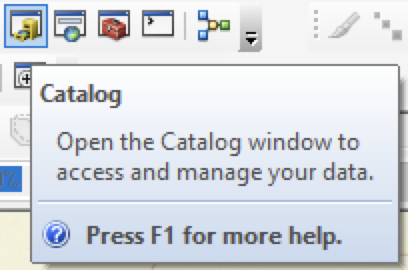 Catalog
Open the Catalog window to
access and manage your data.
Press F1 for more help.